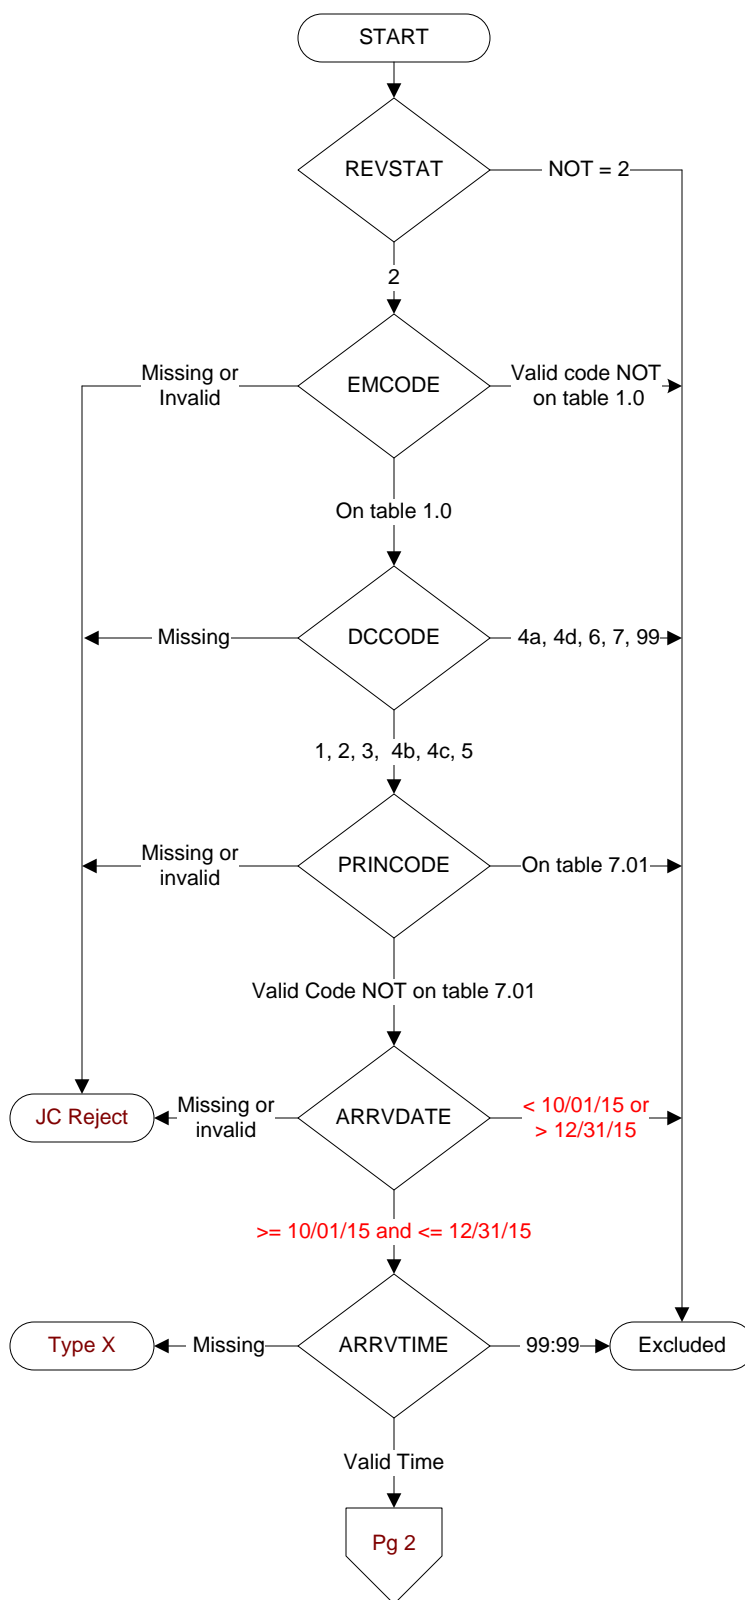 START
REVSTAT
NOT = 2
2
Missing or
Invalid
EMCODE
Valid code NOT
on table 1.0
On table 1.0
Missing
DCCODE
4a, 4d, 6, 7, 99
1, 2, 3, 4b, 4c, 5
Missing or
invalid
PRINCODE
On table 7.01
Valid Code NOT on table 7.01
JC Reject
Missing or
invalid
ARRVDATE
< 10/01/15 or
> 12/31/15
>= 10/01/15 and <= 12/31/15
Type X
Missing
ARRVTIME
99:99
Excluded
Valid Time
Pg 2